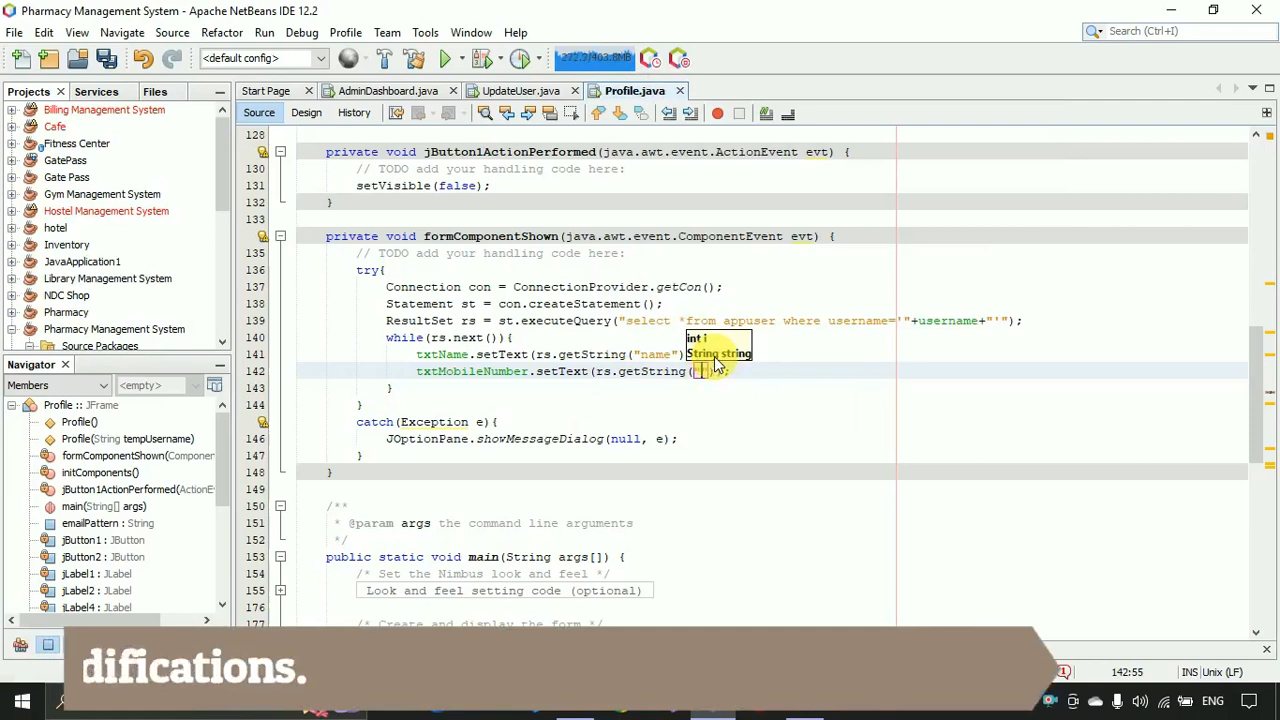 Pharmacy Management System - Apache NetBeans IDE 12.2
File Edit View Navigate Source Refactor Run Debug Profile Team Tools Window Help
Search (Ctrl+I)
<default config>
272.9/403.8MB
Projects Services Files
Start Page AdminDashboard.java UpdateUser.java Profile.java
Source Design History
Billing Management System
Cafe
Fitness Center
GatePass
Gate Pass
Gym Management System
Hostel Management System
hotel
Inventory
JavaApplication1
Library Management System
NDC Shop
Pharmacy
Pharmacy Management System
Source Packages
Navigator
Members <empty>
Profile :: JFrame
Profile()
Profile(String tempUsername)
formComponentShown(Componen
initComponents()
jButton1ActionPerformed(ActionE
main(String[] args)
emailPattern : String
jButton1 : JButton
jButton2 : JButton
jLabel1 : JLabel
jLabel2 : JLabel
jLabel4 : JLabel
128
private void jButton1ActionPerformed(java.awt.event.ActionEvent evt) {
130 // TODO add your handling code here:
131 setVisible(false);
132 }
133
private void formComponentShown(java.awt.event.ComponentEvent evt) {
135 // TODO add your handling code here:
136 try{
137 Connection con = ConnectionProvider.getCon();
138 Statement st = con.createStatement();
139 ResultSet rs = st.executeQuery("select *from appuser where username='"+username+"'");
140 while(rs.next()){
int i
141 txtName.setText(rs.getString("name")
String string
142 txtMobileNumber.setText(rs.getString(""));
143 }
144 }
catch(Exception e){
146 JOptionPane.showMessageDialog(null, e);
147 }
148 }
149
150 /**
151 * @param args the command line arguments
152 */
153 public static void main(String args[]) {
154 /* Set the Nimbus look and feel */
155 Look and feel setting code (optional)
176
177 /* Create and display the form */
difications.
142:55 INS Unix (LF)
ENG